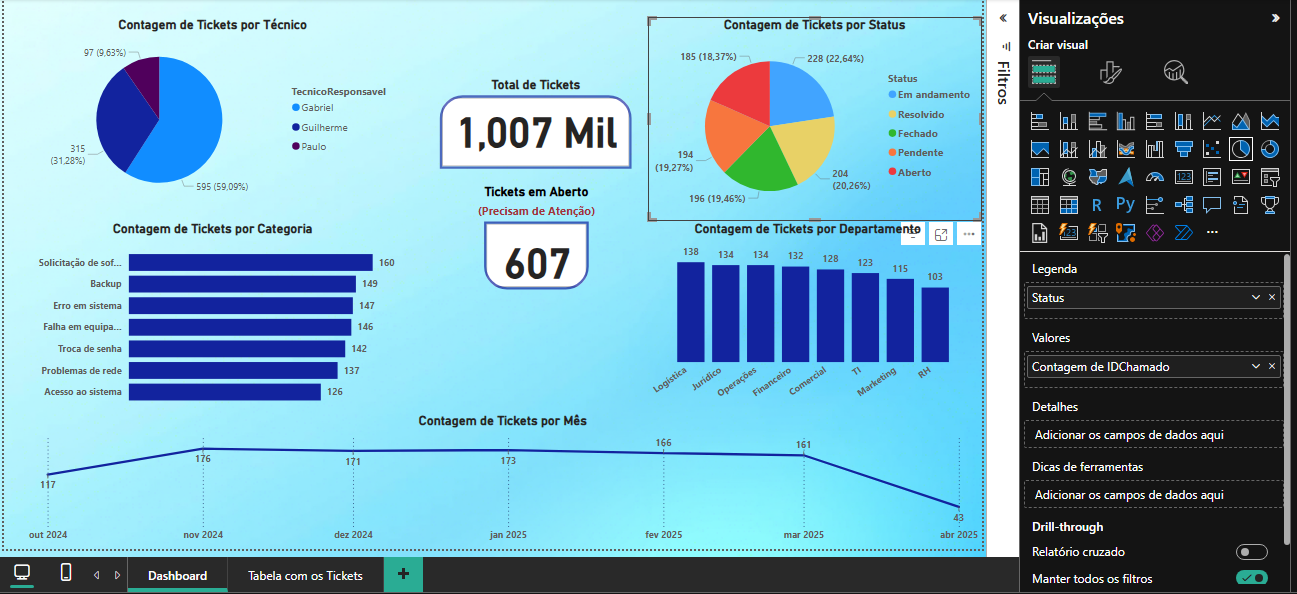 Contagem de Tickets por Técnico
97 (9,63%)
315
(31,28%)
595 (59,09%)
TecnicoResponsavel
Gabriel
Guilherme
Paulo
Total de Tickets
1,007 Mil
Tickets em Aberto
(Precisam de Atenção)
607
Contagem de Tickets por Status
185 (18,37%)
228 (22,64%)
194
(19,27%)
204
(20,26%)
196 (19,46%)
Status
Em andamento
Resolvido
Fechado
Pendente
Aberto
Contagem de Tickets por Categoria
Solicitação de sof...
160
Backup
149
Erro em sistema
147
Falha em equipa...
146
Troca de senha
142
Problemas de rede
137
Acesso ao sistema
126
Contagem de Tickets por Departamento
138
134
134
132
128
123
115
103
Logística
Jurídico
Operações
Financeiro
Comercial
TI
Marketing
RH
Contagem de Tickets por Mês
117
176
171
173
166
161
43
out 2024
nov 2024
dez 2024
jan 2025
fev 2025
mar 2025
abr 2025
Dashboard
Tabela com os Tickets
+
Filtros
Visualizações
Criar visual
123
R
Py
123
...
Legenda
Status
Valores
Contagem de IDChamado
Detalhes
Adicionar os campos de dados aqui
Dicas de ferramentas
Adicionar os campos de dados aqui
Drill-through
Relatório cruzado
Manter todos os filtros